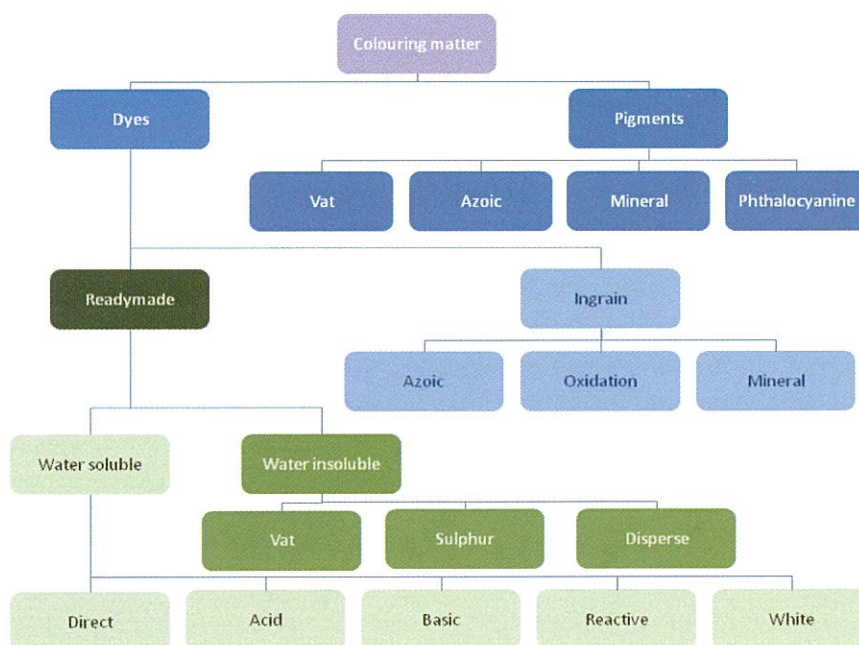 Colouring matter
Dyes
Pigments
Vat
Azoic
Mineral
Phthalocyanine
Readymade
Ingrain
Azoic
Oxidation
Mineral
Water soluble
Water insoluble
Vat
Sulphur
Disperse
Direct
Acid
Basic
Reactive
White